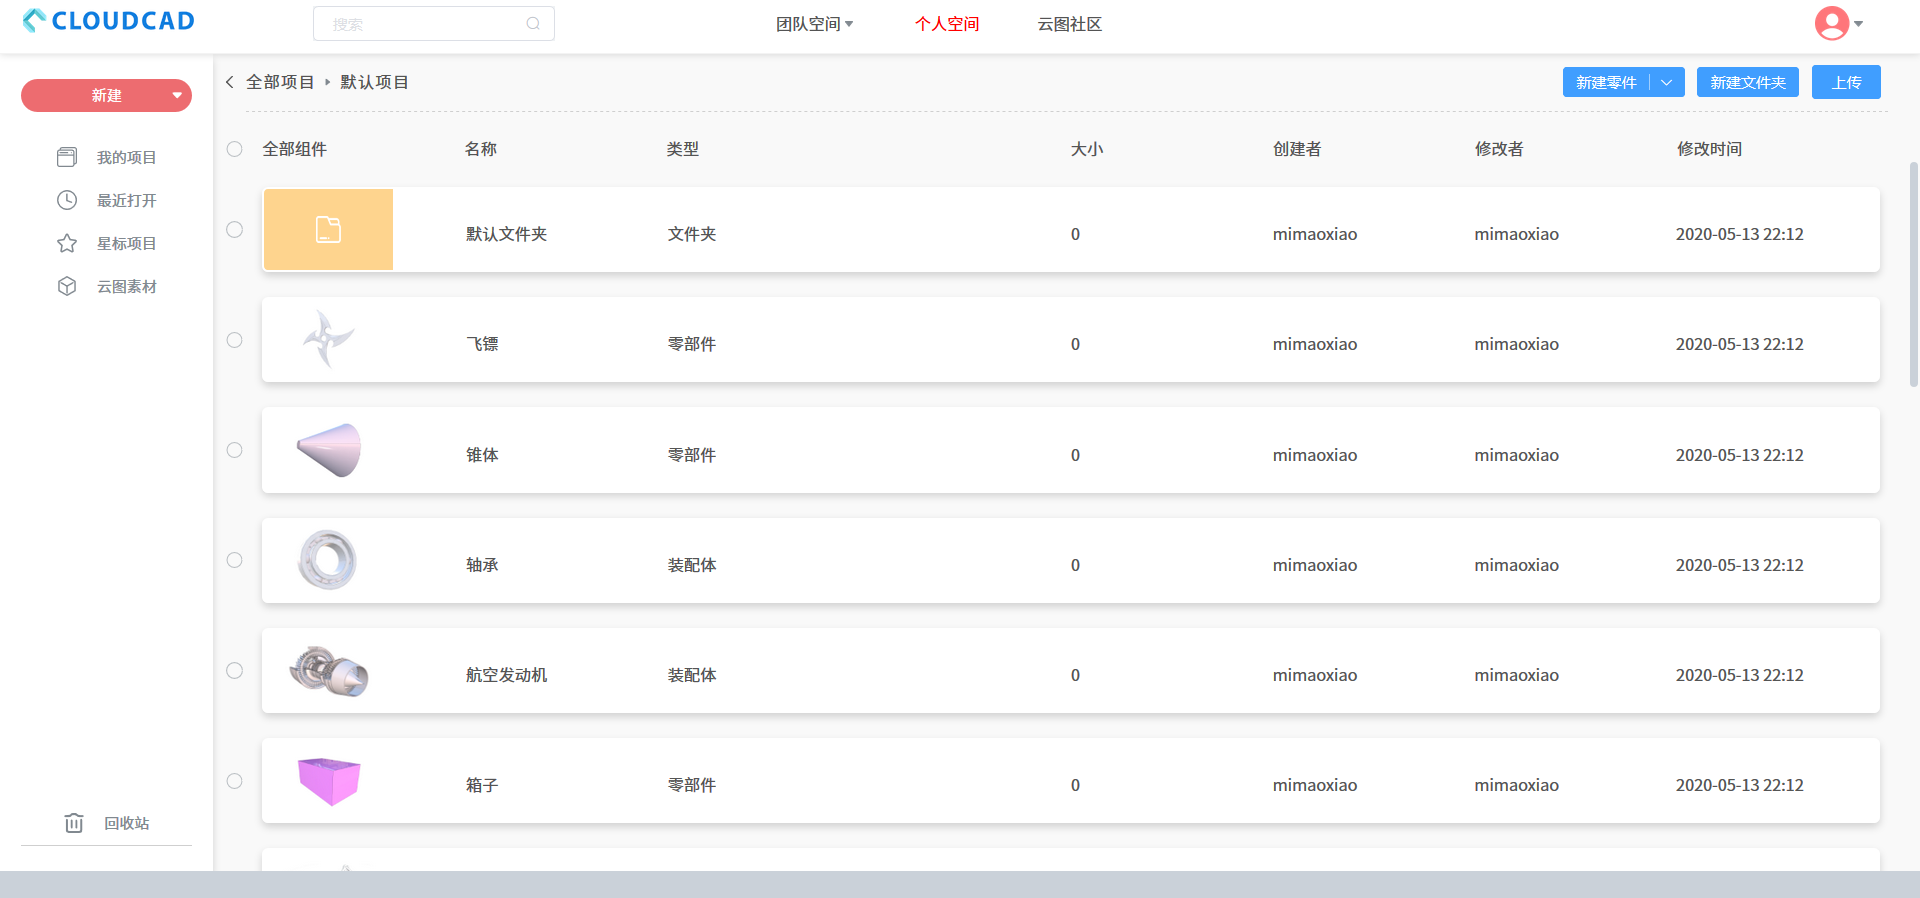 CLOUDCAD
搜索
团队空间
个人空间
云图社区
新建
我的项目
最近打开
星标项目
云图素材
回收站
全部项目 默认项目
新建零件
新建文件夹
上传
全部组件 名称 类型 大小 创建者 修改者 修改时间
默认文件夹 文件夹 0 mimaoxiao mimaoxiao 2020-05-13 22:12
飞镖 零部件 0 mimaoxiao mimaoxiao 2020-05-13 22:12
锥体 零部件 0 mimaoxiao mimaoxiao 2020-05-13 22:12
轴承 装配体 0 mimaoxiao mimaoxiao 2020-05-13 22:12
航空发动机 装配体 0 mimaoxiao mimaoxiao 2020-05-13 22:12
箱子 零部件 0 mimaoxiao mimaoxiao 2020-05-13 22:12